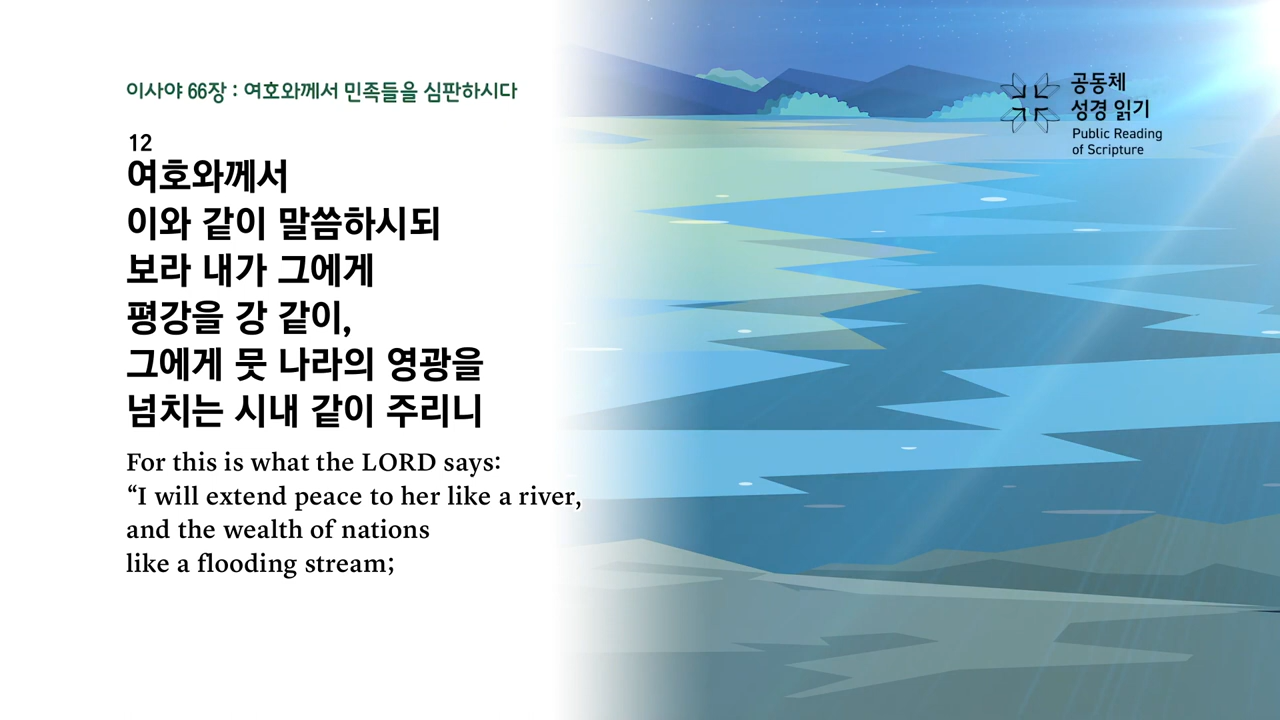 이사야 66장 : 여호와께서 민족들을 심판하시다
12
여호와께서
이와 같이 말씀하시되
보라 내가 그에게
평강을 강 같이,
그에게 뭇 나라의 영광을
넘치는 시내 같이 주리니
For this is what the LORD says:
“I will extend peace to her like a river,
and the wealth of nations
like a flooding stream;
공동체
성경 읽기
Public Reading
of Scripture